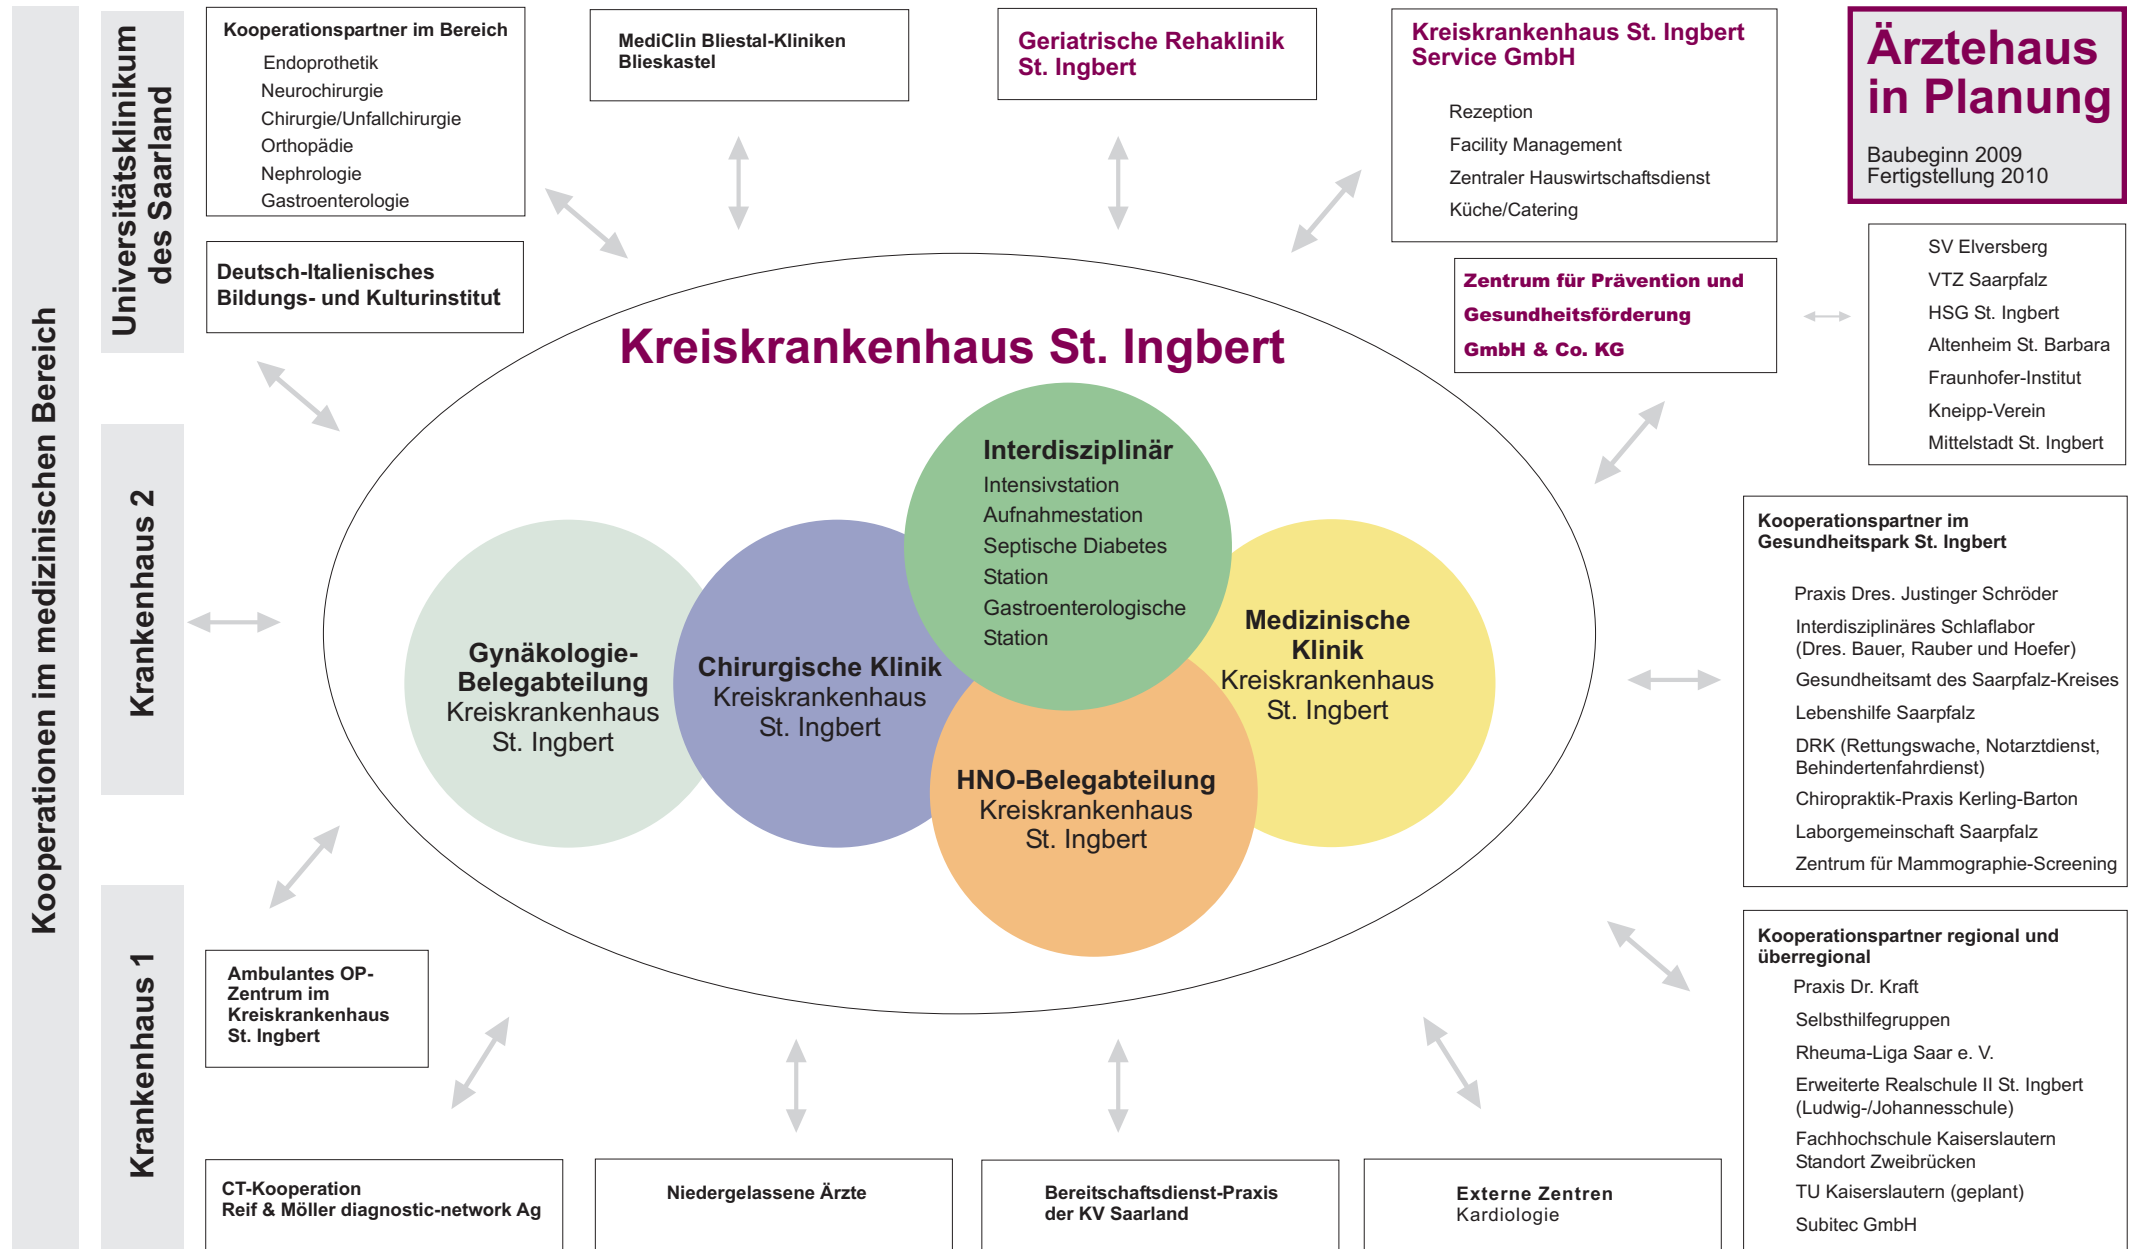 Kooperationen im medizinischen Bereich
Universitätsklinikum
des Saarland
Krankenhaus 2
Krankenhaus 1
Kooperationspartner im Bereich
Endoprothetik
Neurochirurgie
Chirurgie/Unfallchirurgie
Orthopädie
Nephrologie
Gastroenterologie
MediClin Bliestal-Kliniken
Blieskastel
Geriatrische Rehaklinik
St. Ingbert
Kreiskrankenhaus St. Ingbert
Service GmbH
Rezeption
Facility Management
Zentraler Hauswirtschaftsdienst
Küche/Catering
Ärztehaus
in Planung
Baubeginn 2009
Fertigstellung 2010
Deutsch-Italienisches
Bildungs- und Kulturinstitut
Zentrum für Prävention und
Gesundheitsförderung
GmbH & Co. KG
SV Elversberg
VTZ Saarpfalz
HSG St. Ingbert
Altenheim St. Barbara
Fraunhofer-Institut
Kneipp-Verein
Mittelstadt St. Ingbert
Kreiskrankenhaus St. Ingbert
Interdisziplinär
Intensivstation
Aufnahmestation
Septische Diabetes
Station
Gastroenterologische
Station
Gynäkologie-
Belegabteilung
Kreiskrankenhaus
St. Ingbert
Chirurgische Klinik
Kreiskrankenhaus
St. Ingbert
Medizinische
Klinik
Kreiskrankenhaus
St. Ingbert
HNO-Belegabteilung
Kreiskrankenhaus
St. Ingbert
Kooperationspartner im
Gesundheitspark St. Ingbert
Praxis Dres. Justinger Schröder
Interdisziplinäres Schlaflabor
(Dres. Bauer, Rauber und Hoefer)
Gesundheitsamt des Saarpfalz-Kreises
Lebenshilfe Saarpfalz
DRK (Rettungswache, Notarztdienst,
Behindertenfahrdienst)
Chiropraktik-Praxis Kerling-Barton
Laborgemeinschaft Saarpfalz
Zentrum für Mammographie-Screening
Kooperationspartner regional und
überregional
Praxis Dr. Kraft
Selbsthilfegruppen
Rheuma-Liga Saar e. V.
Erweiterte Realschule II St. Ingbert
(Ludwig-/Johannesschule)
Fachhochschule Kaiserslautern
Standort Zweibrücken
TU Kaiserslautern (geplant)
Subitec GmbH
Ambulantes OP-
Zentrum im
Kreiskrankenhaus
St. Ingbert
CT-Kooperation
Reif & Möller diagnostic-network Ag
Niedergelassene Ärzte
Bereitschaftsdienst-Praxis
der KV Saarland
Externe Zentren
Kardiologie